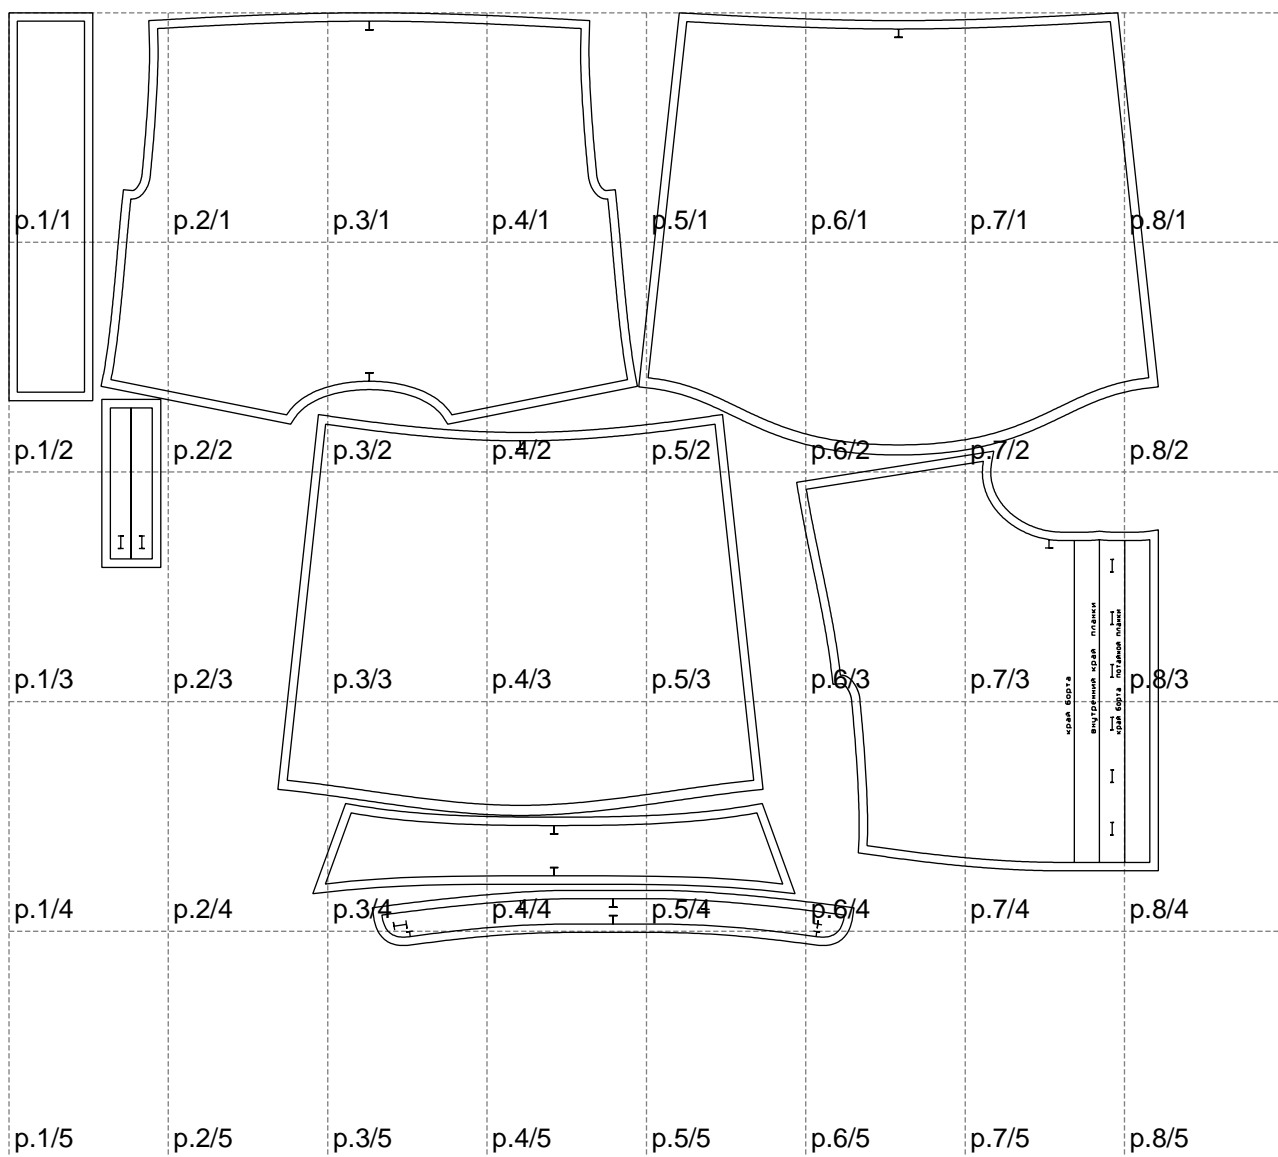 p.1/1 p.2/1 p.3/1 p.4/1 p.5/1 p.6/1 p.7/1 p.8/1
p.1/2 p.2/2 p.3/2 p.4/2 p.5/2 p.6/2 p.7/2 p.8/2
край борта
внутренний край планки
край борта потайной планки
p.1/3 p.2/3 p.3/3 p.4/3 p.5/3 p.6/3 p.7/3 p.8/3
p.1/4 p.2/4 p.3/4 p.4/4 p.5/4 p.6/4 p.7/4 p.8/4
p.1/5 p.2/5 p.3/5 p.4/5 p.5/5 p.6/5 p.7/5 p.8/5